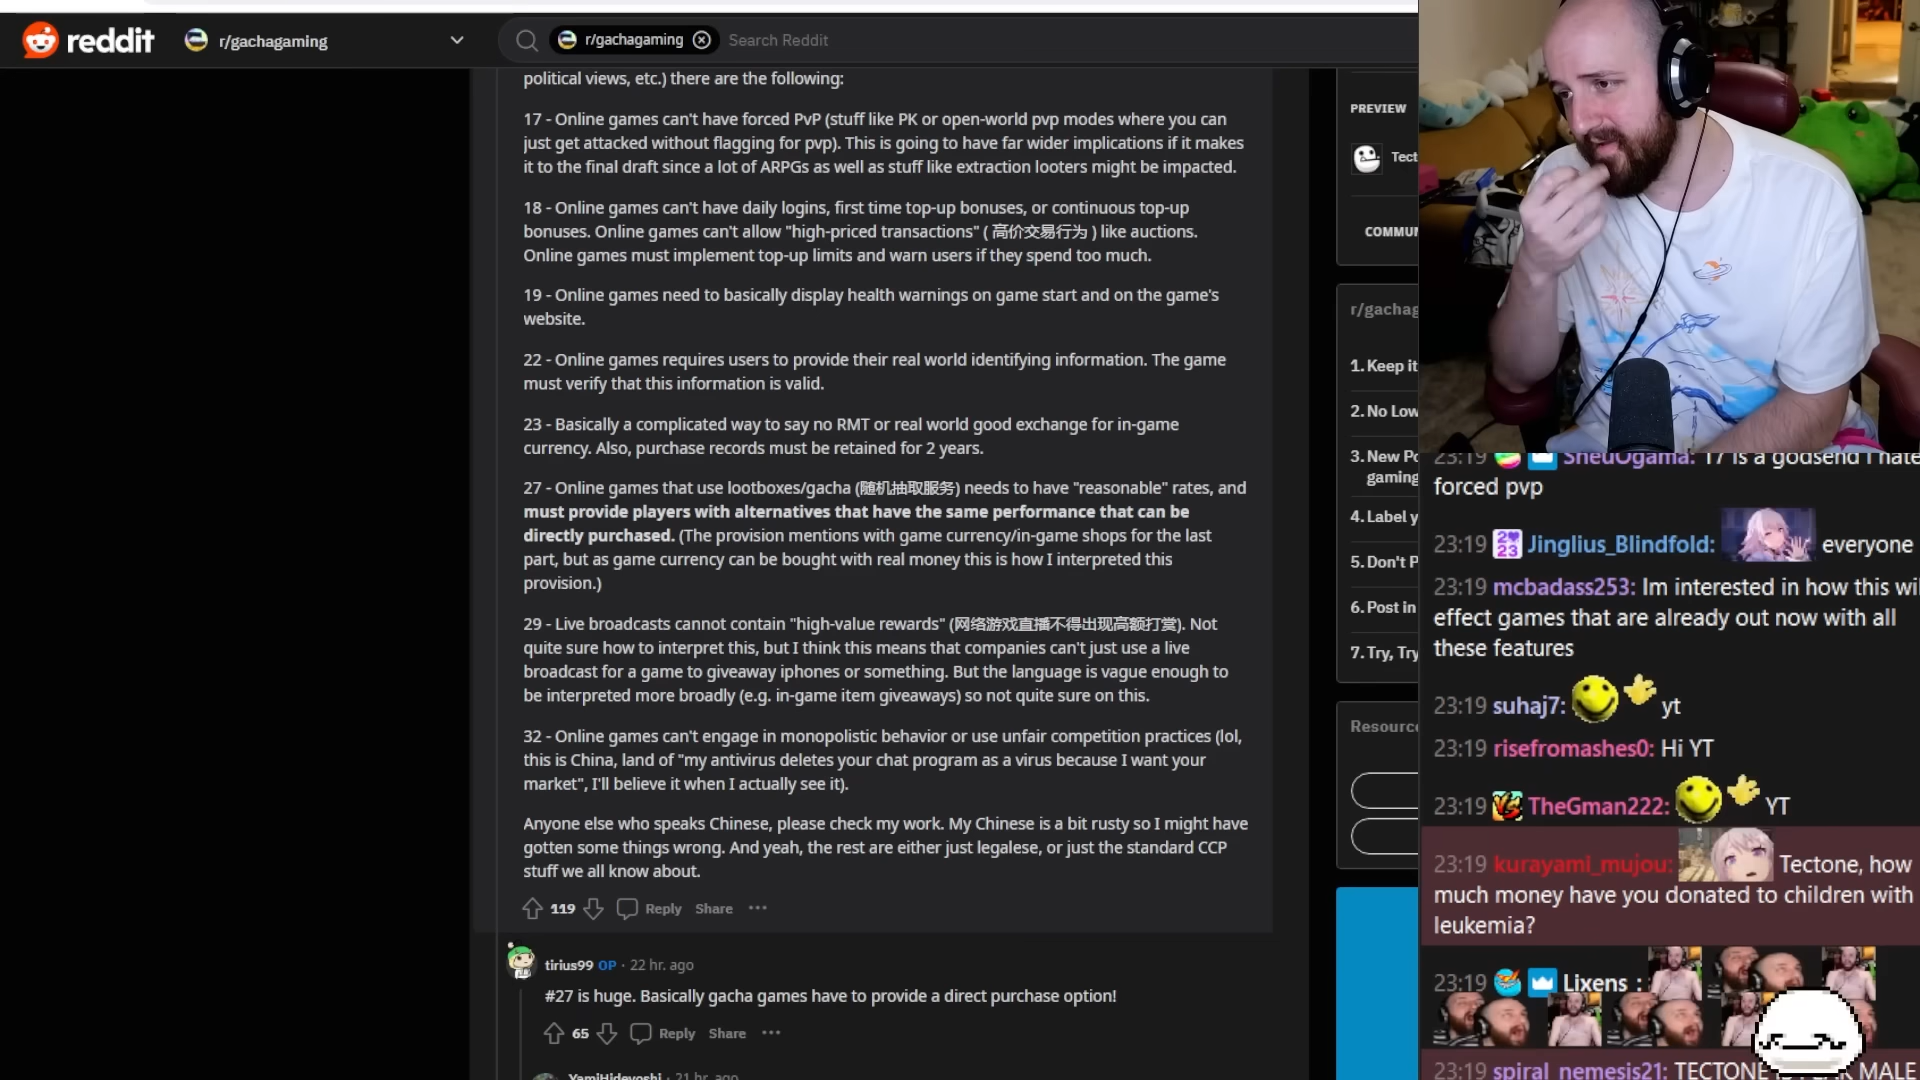 reddit
r/gachagaming
r/gachagaming
Search Reddit
political views, etc.) there are the following:
17 - Online games can't have forced PvP (stuff like PK or open-world pvp modes where you can
just get attacked without flagging for pvp). This is going to have far wider implications if it makes
it to the final draft since a lot of ARPGs as well as stuff like extraction looters might be impacted.
18 - Online games can't have daily logins, first time top-up bonuses, or continuous top-up
bonuses. Online games can't allow "high-priced transactions" ( 高价交易行为 ) like auctions.
Online games must implement top-up limits and warn users if they spend too much.
19 - Online games need to basically display health warnings on game start and on the game's
website.
22 - Online games requires users to provide their real world identifying information. The game
must verify that this information is valid.
23 - Basically a complicated way to say no RMT or real world good exchange for in-game
currency. Also, purchase records must be retained for 2 years.
27 - Online games that use lootboxes/gacha (随机抽取服务) needs to have "reasonable" rates, and
must provide players with alternatives that have the same performance that can be
directly purchased. (The provision mentions with game currency/in-game shops for the last
part, but as game currency can be bought with real money this is how I interpreted this
provision.)
29 - Live broadcasts cannot contain "high-value rewards" (网络游戏直播不得出现高额打赏). Not
quite sure how to interpret this, but I think this means that companies can't just use a live
broadcast for a game to giveaway iphones or something. But the language is vague enough to
be interpreted more broadly (e.g. in-game item giveaways) so not quite sure on this.
32 - Online games can't engage in monopolistic behavior or use unfair competition practices (lol,
this is China, land of "my antivirus deletes your chat program as a virus because I want your
market", I'll believe it when I actually see it).
Anyone else who speaks Chinese, please check my work. My Chinese is a bit rusty so I might have
gotten some things wrong. And yeah, the rest are either just legalese, or just the standard CCP
stuff we all know about.
119 Reply Share ···
tirius99 OP · 22 hr. ago
#27 is huge. Basically gacha games have to provide a direct purchase option!
65 Reply Share ···
YamiHideyoshi · 21 hr. ago
PREVIEW
Tect
COMMUN
r/gachag
1. Keep it
2. No Low
3. New Po
gaming
4. Label y
5. Don't P
6. Post in
7. Try, Try
Resource
23:19 SheuOgama: 17 is a godsend I hate
forced pvp
23:19 Jinglius_Blindfold: everyone
23:19 mcbadass253: Im interested in how this wil
effect games that are already out now with all
these features
23:19 suhaj7: yt
23:19 risefromashes0: Hi YT
23:19 TheGman222: YT
23:19 kurayami_mujou: Tectone, how
much money have you donated to children with
leukemia?
23:19 Lixens :
23:19 spiral_nemesis21: TECTONE MALE